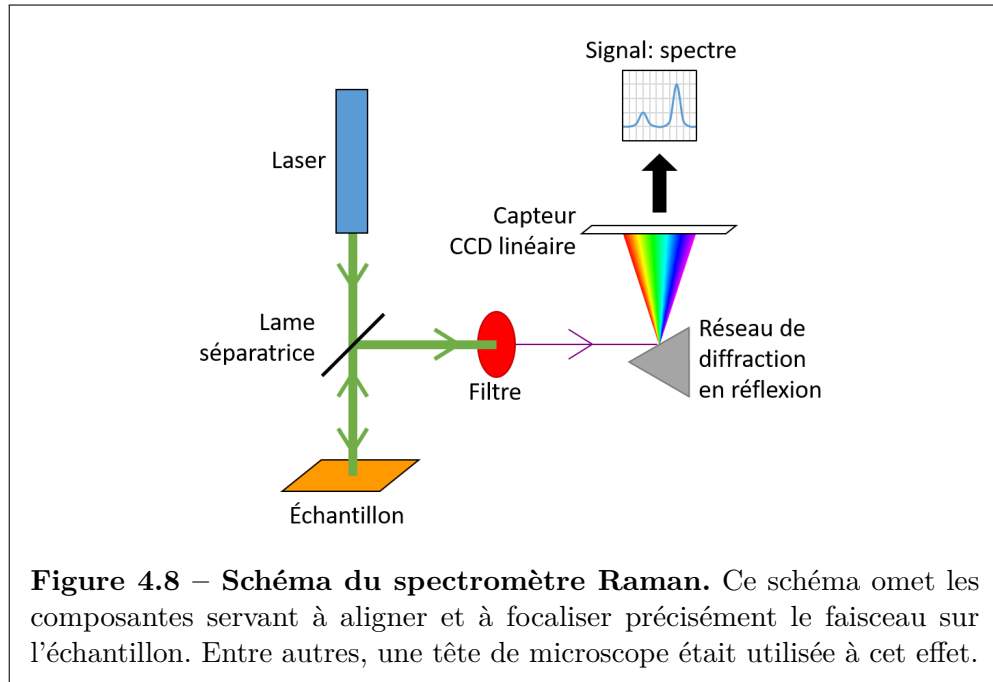 Signal: spectre
Laser
Capteur
CCD linéaire
Lame
séparatrice
Filtre
Réseau de
diffraction
en réflexion
Échantillon
Figure 4.8 – Schéma du spectromètre Raman. Ce schéma omet les
composantes servant à aligner et à focaliser précisément le faisceau sur
l'échantillon. Entre autres, une tête de microscope était utilisée à cet effet.